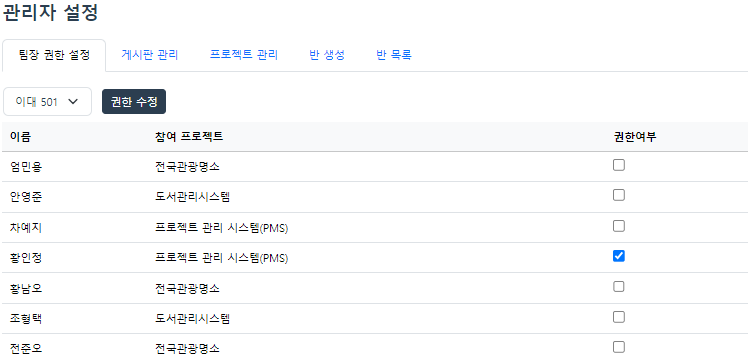 관리자 설정
팀장 권한 설정 게시판 관리 프로젝트 관리 반 생성 반 목록
이대 501 권한 수정
이름 참여 프로젝트 권한여부
엄민용 전국관광명소
안영준 도서관리시스템
차예지 프로젝트 관리 시스템(PMS)
황인정 프로젝트 관리 시스템(PMS)
황남오 전국관광명소
조형택 도서관리시스템
전준오 전국관광명소